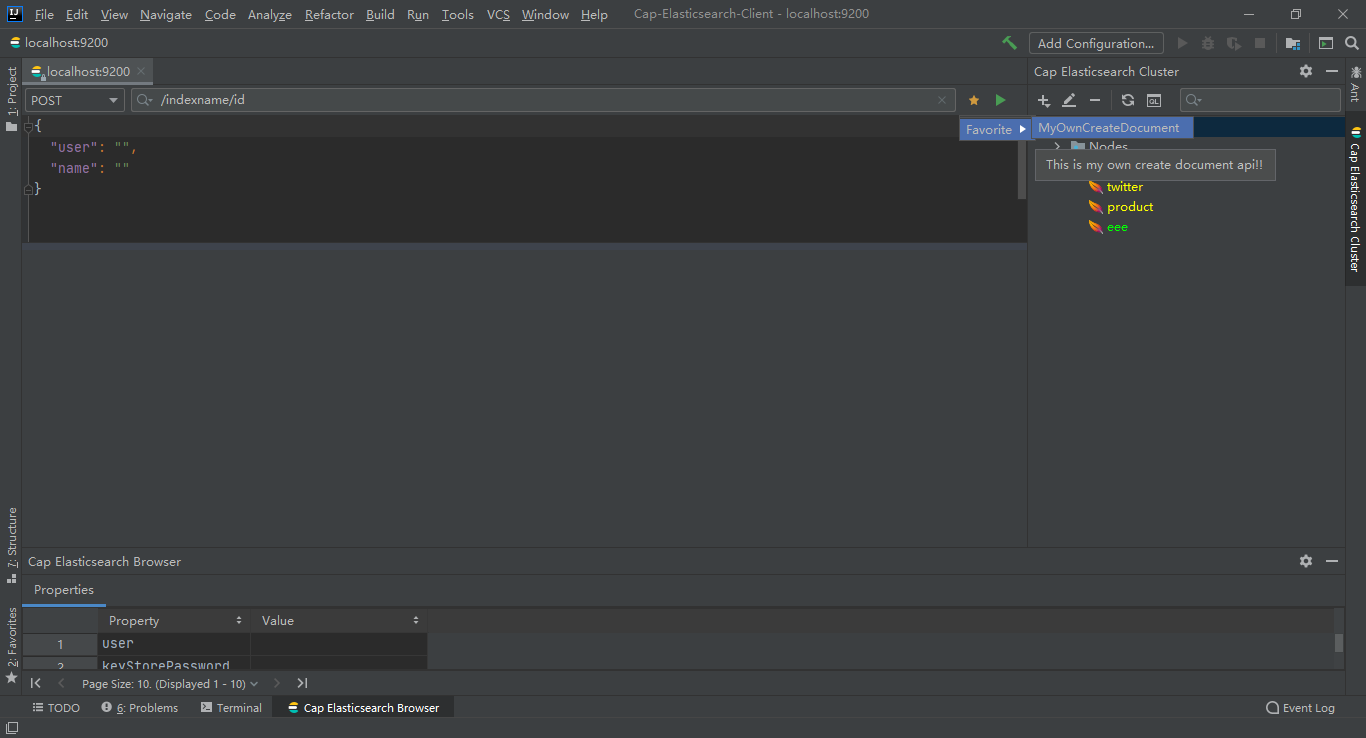 File Edit View Navigate Code Analyze Refactor Build Run Tools VCS Window Help Cap-Elasticsearch-Client - localhost:9200
localhost:9200
Add Configuration...
1: Project
localhost:9200
Cap Elasticsearch Cluster
Ant
POST
/indexname/id
QL
{
Favorite
MyOwnCreateDocument
"user": "",
Nodes
"name": ""
This is my own create document api!!
}
twitter
product
eee
Cap Elasticsearch Cluster
7: Structure
2: Favorites
Cap Elasticsearch Browser
Properties
Property Value
1 user
2 keyStorePassword
Page Size: 10. (Displayed 1 - 10)
TODO 6: Problems Terminal Cap Elasticsearch Browser Event Log